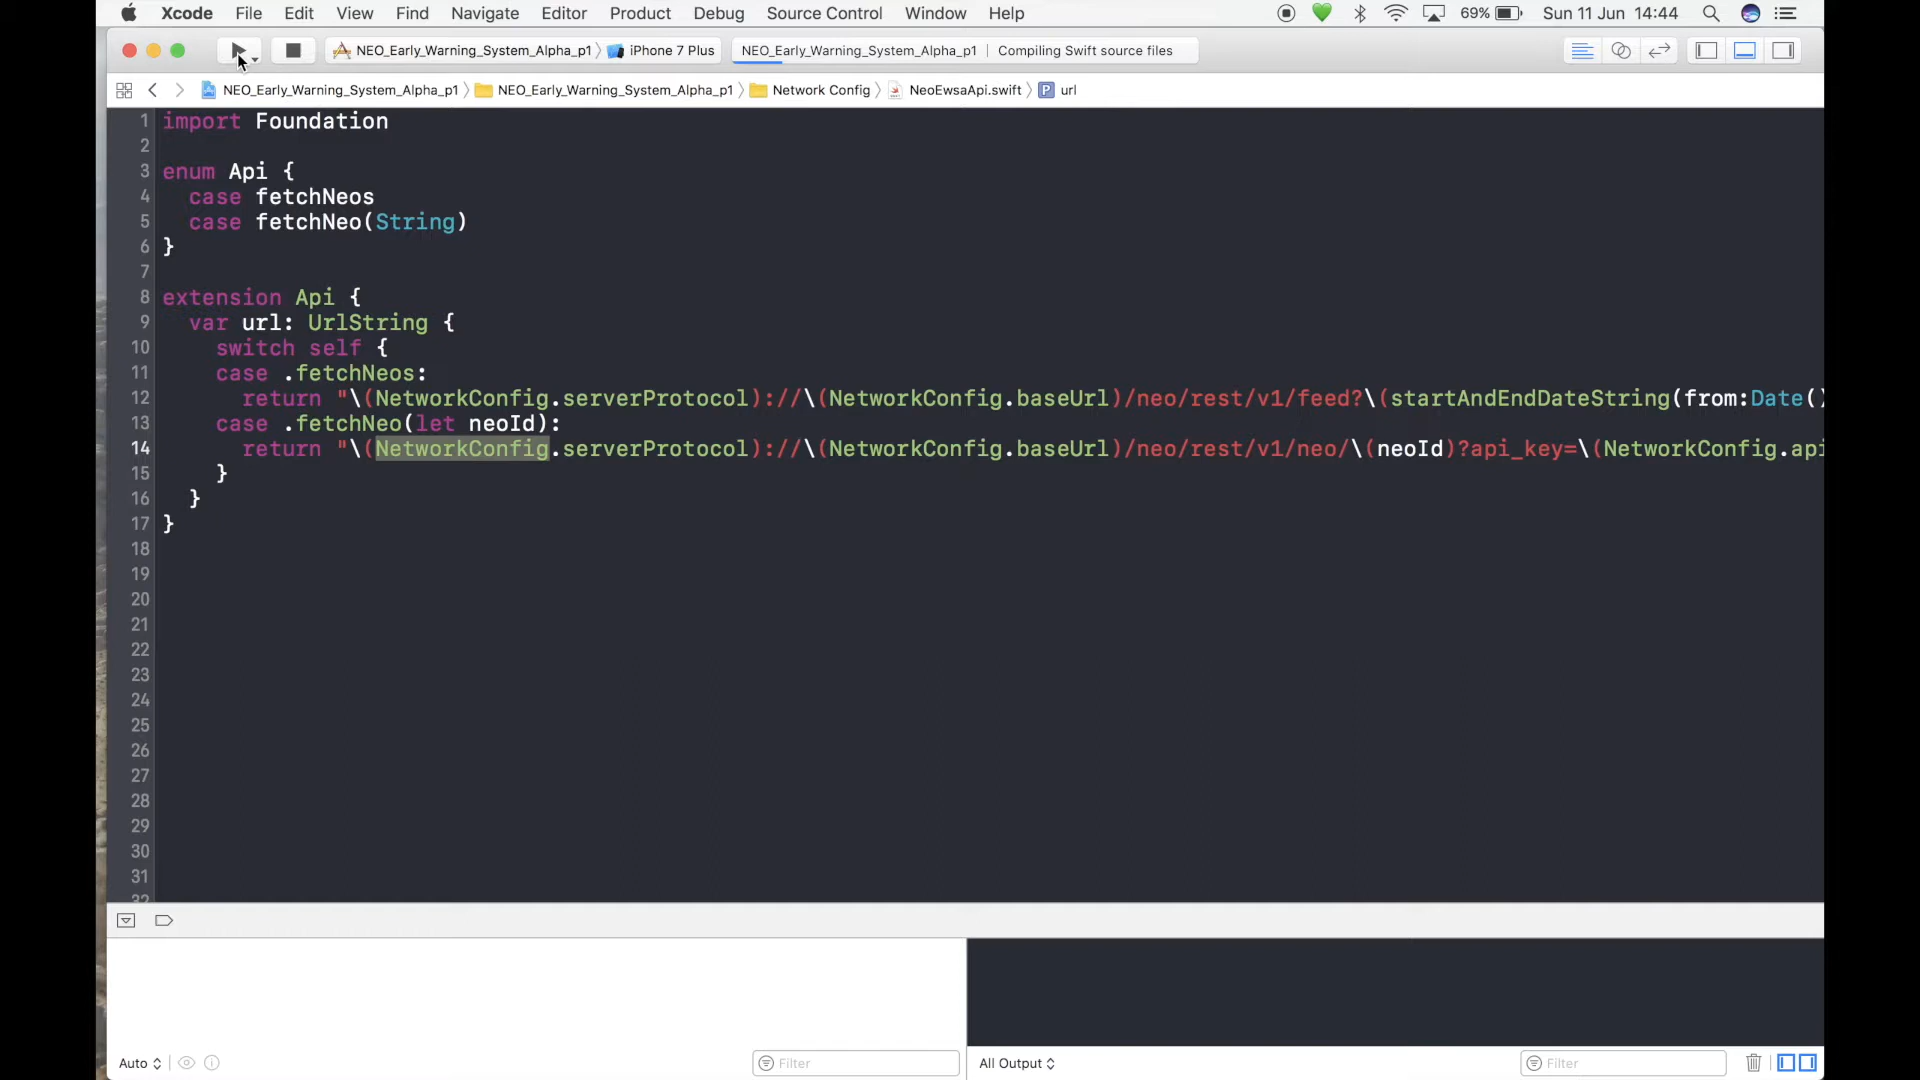 Xcode File Edit View Find Navigate Editor Product Debug Source Control Window Help 69% Sun 11 Jun 14:44
NEO_Early_Warning_System_Alpha_p1 iPhone 7 Plus NEO_Early_Warning_System_Alpha_p1 | Compiling Swift source files
NEO_Early_Warning_System_Alpha_p1 NEO_Early_Warning_System_Alpha_p1 Network Config NeoEwsaApi.swift P url
1 import Foundation
2
3 enum Api {
4 case fetchNeos
5 case fetchNeo(String)
6 }
7
8 extension Api {
9 var url: UrlString {
10 switch self {
11 case .fetchNeos:
12 return "\(NetworkConfig.serverProtocol)://\(NetworkConfig.baseUrl)/neo/rest/v1/feed?\(startAndEndDateString(from:Date()
13 case .fetchNeo(let neoId):
14 return "\(NetworkConfig.serverProtocol)://\(NetworkConfig.baseUrl)/neo/rest/v1/neo/\(neoId)?api_key=\(NetworkConfig.api
15 }
16 }
17 }
18
19
20
21
22
23
24
25
26
27
28
29
30
31
32
Auto Filter All Output Filter